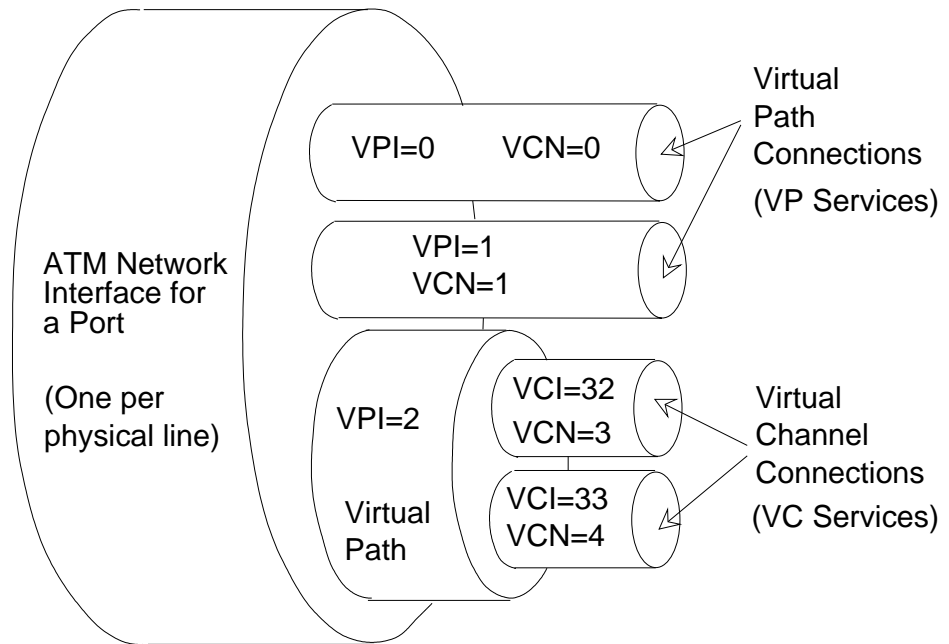 ATM Network
Interface for
a Port
(One per
physical line)
VPI=0 VCN=0
VPI=1
VCN=1
VPI=2
Virtual
Path
VCI=32
VCN=3
VCI=33
VCN=4
Virtual
Path
Connections
(VP Services)
Virtual
Channel
Connections
(VC Services)